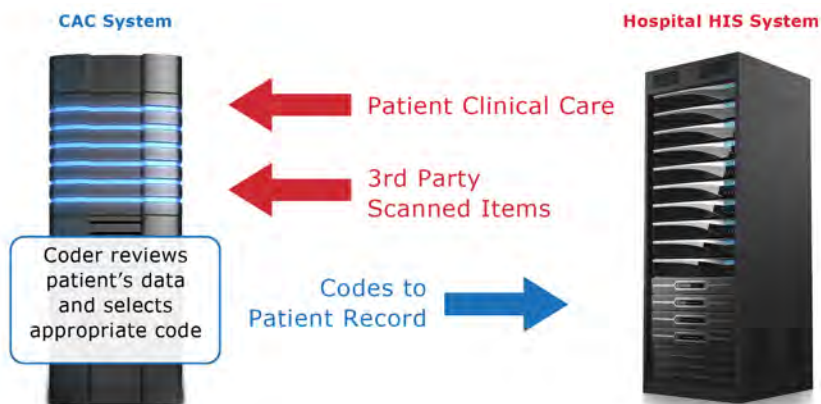 CAC System
Hospital HIS System
Patient Clinical Care
3rd Party
Scanned Items
Coder reviews
patient's data
and selects
appropriate code
Codes to
Patient Record